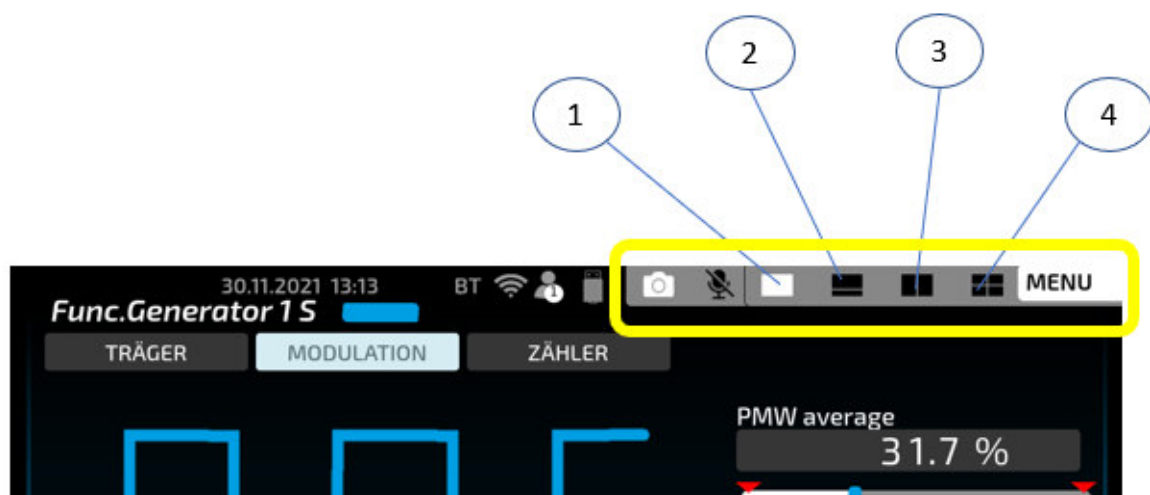 1
2
3
4
30.11.2021 13:13 BT 1 MENU
Func.Generator 1 S
TRÄGER MODULATION ZÄHLER
PMW average
31.7 %